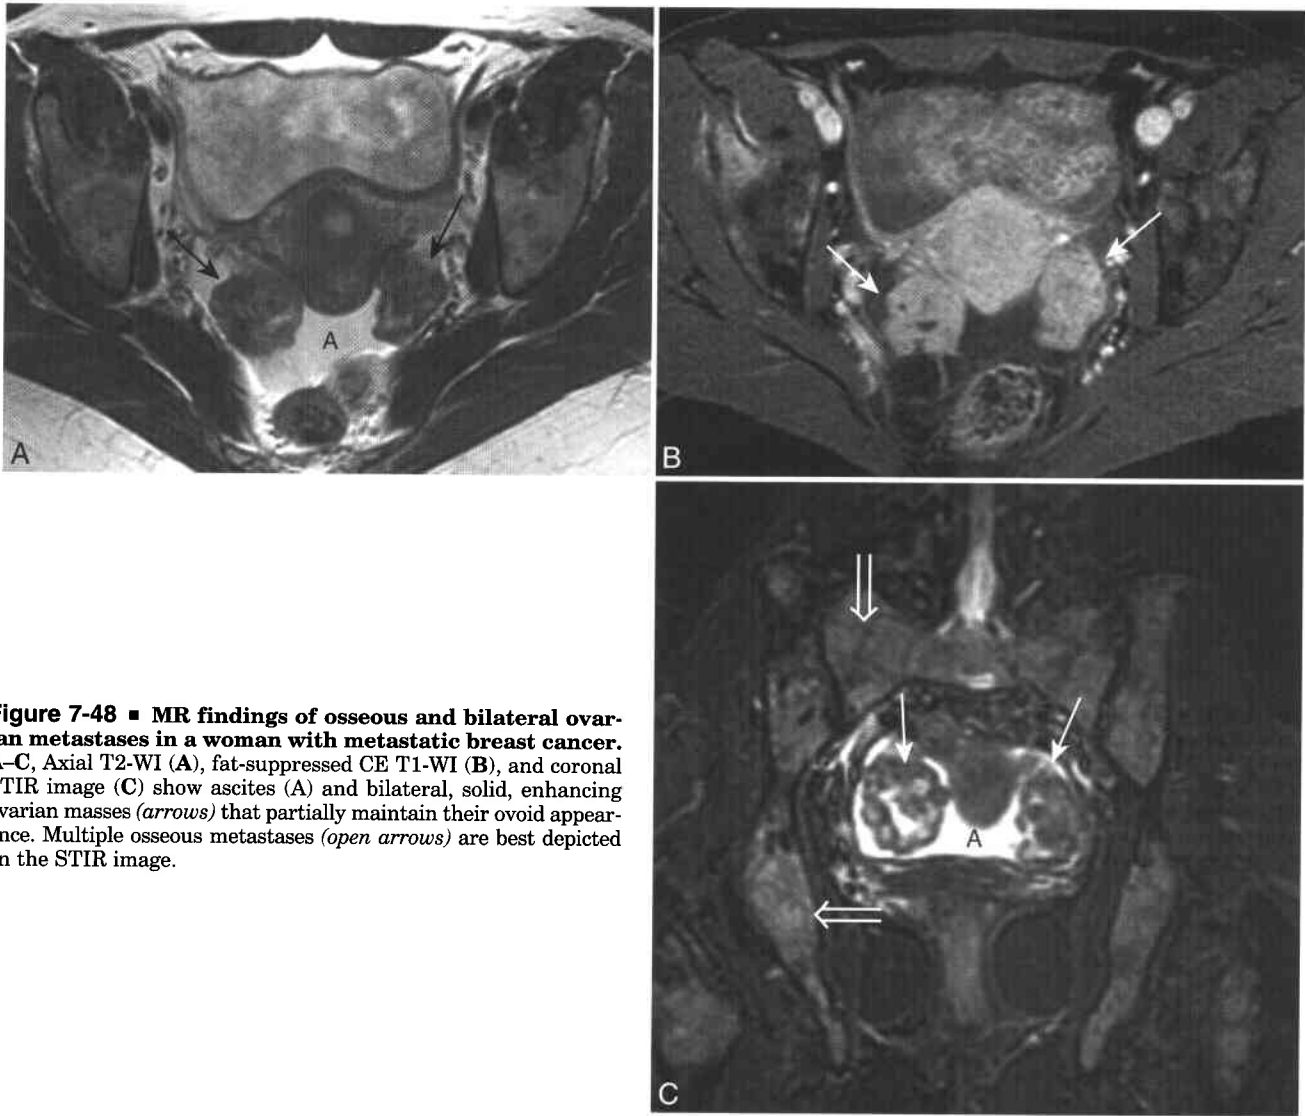 A
A
B
igure 7-48 ■ MR findings of osseous and bilateral ovar-
an metastases in a woman with metastatic breast cancer.
–C, Axial T2-WI (A), fat-suppressed CE T1-WI (B), and coronal
TIR image (C) show ascites (A) and bilateral, solid, enhancing
varian masses (arrows) that partially maintain their ovoid appear-
nce. Multiple osseous metastases (open arrows) are best depicted
n the STIR image.
A
C